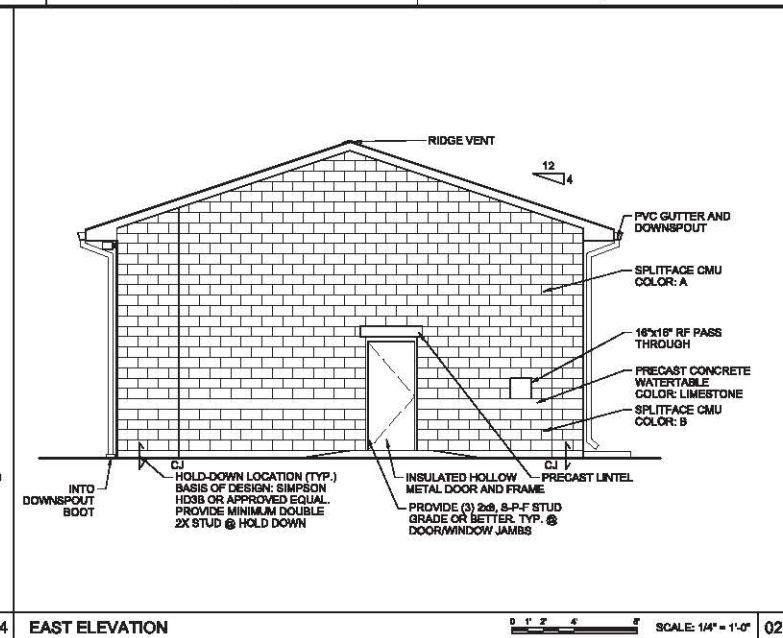 RIDGE VENT
12
4
PVC GUTTER AND
DOWNSPOUT
SPLITFACE CMU
COLOR: A
16"x16" RF PASS
THROUGH
PRECAST CONCRETE
WATERTABLE
COLOR: LIMESTONE
SPLITFACE CMU
COLOR: B
CJ
CJ
INTO
DOWNSPOUT
BOOT
HOLD-DOWN LOCATION (TYP.)
BASIS OF DESIGN: SIMPSON
HD3B OR APPROVED EQUAL.
PROVIDE MINIMUM DOUBLE
2X STUD @ HOLD DOWN
INSULATED HOLLOW
METAL DOOR AND FRAME
PRECAST LINTEL
PROVIDE (3) 2x6, S-P-F STUD
GRADE OR BETTER. TYP. @
DOOR/WINDOW JAMBS
4 EAST ELEVATION
0 1' 2' 4' 8'
SCALE: 1/4" = 1'-0"
02